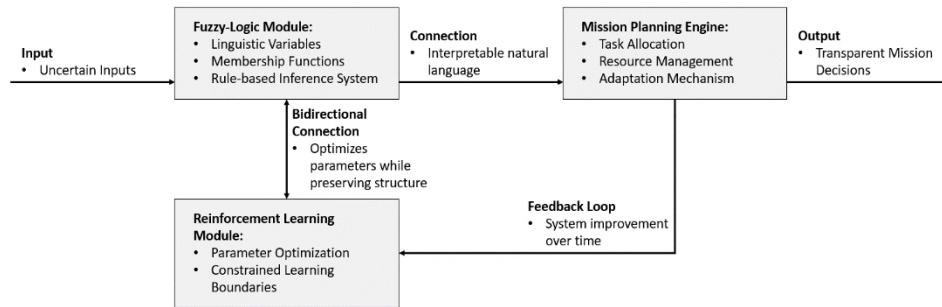 Input
• Uncertain Inputs
Fuzzy-Logic Module:
• Linguistic Variables
• Membership Functions
• Rule-based Inference System
Connection
• Interpretable natural
language
Mission Planning Engine:
• Task Allocation
• Resource Management
• Adaptation Mechanism
Output
• Transparent Mission
Decisions
Bidirectional
Connection
• Optimizes
parameters while
preserving structure
Reinforcement Learning
Module:
• Parameter Optimization
• Constrained Learning
Boundaries
Feedback Loop
• System improvement
over time